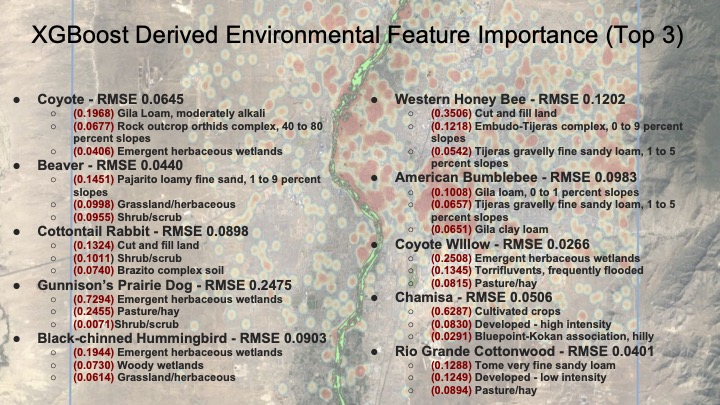 XGBoost Derived Environmental Feature Importance (Top 3)
● Coyote - RMSE 0.0645
○ (0.1968) Gila Loam, moderately alkali
○ (0.0677) Rock outcrop orthids complex, 40 to 80
percent slopes
○ (0.0406) Emergent herbaceous wetlands
● Beaver - RMSE 0.0440
○ (0.1451) Pajarito loamy fine sand, 1 to 9 percent
slopes
○ (0.0998) Grassland/herbaceous
○ (0.0955) Shrub/scrub
● Cottontail Rabbit - RMSE 0.0898
○ (0.1324) Cut and fill land
○ (0.1011) Shrub/scrub
○ (0.0740) Brazito complex soil
● Gunnison's Prairie Dog - RMSE 0.2475
○ (0.7294) Emergent herbaceous wetlands
○ (0.2455) Pasture/hay
○ (0.0071)Shrub/scrub
● Black-chinned Hummingbird - RMSE 0.0903
○ (0.1944) Emergent herbaceous wetlands
○ (0.0730) Woody wetlands
○ (0.0614) Grassland/herbaceous
● Western Honey Bee - RMSE 0.1202
○ (0.3506) Cut and fill land
○ (0.1218) Embudo-Tijeras complex, 0 to 9 percent
slopes
○ (0.0542) Tijeras gravelly fine sandy loam, 1 to 5
percent slopes
● American Bumblebee - RMSE 0.0983
○ (0.1008) Gila loam, 0 to 1 percent slopes
○ (0.0657) Tijeras gravelly fine sandy loam, 1 to 5
percent slopes
○ (0.0651) Gila clay loam
● Coyote WIllow - RMSE 0.0266
○ (0.2508) Emergent herbaceous wetlands
○ (0.1345) Torrifluvents, frequently flooded
○ (0.0815) Pasture/hay
● Chamisa - RMSE 0.0506
○ (0.6287) Cultivated crops
○ (0.0830) Developed - high intensity
○ (0.0291) Bluepoint-Kokan association, hilly
● Rio Grande Cottonwood - RMSE 0.0401
○ (0.1288) Tome very fine sandy loam
○ (0.1249) Developed - low intensity
○ (0.0894) Pasture/hay